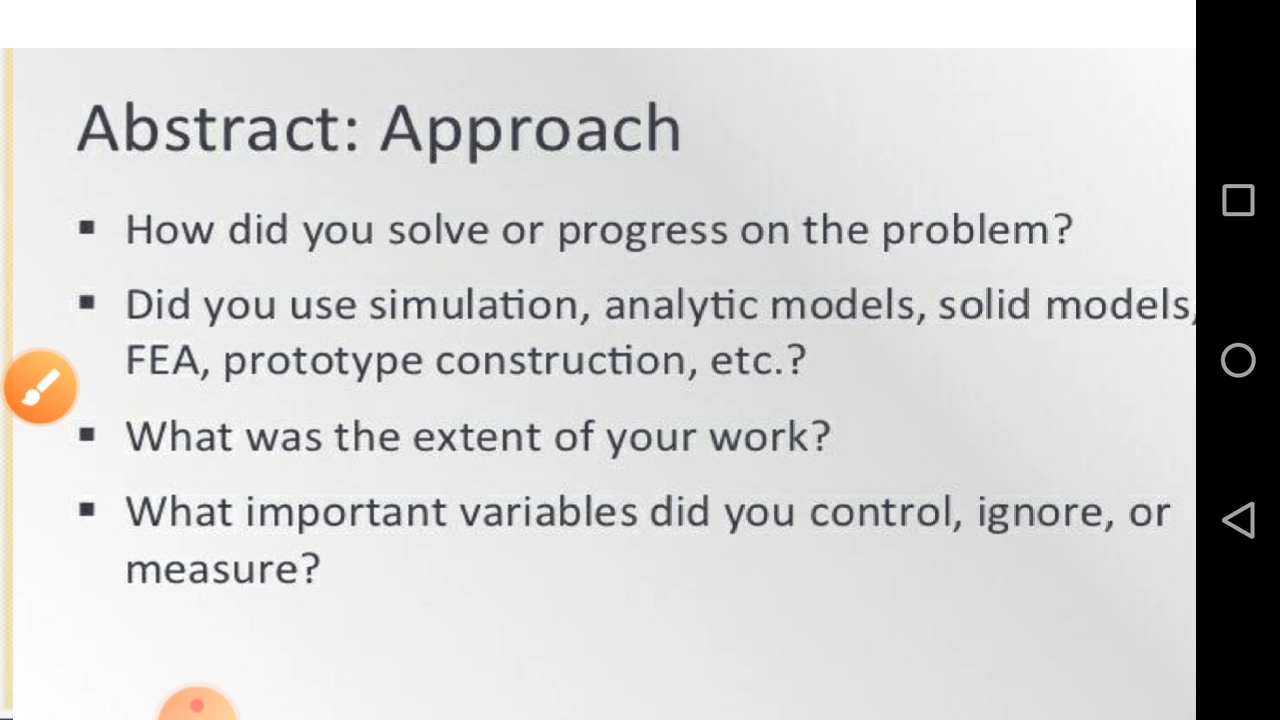 Abstract: Approach
▪ How did you solve or progress on the problem?
▪ Did you use simulation, analytic models, solid models,
FEA, prototype construction, etc.?
▪ What was the extent of your work?
▪ What important variables did you control, ignore, or
measure?